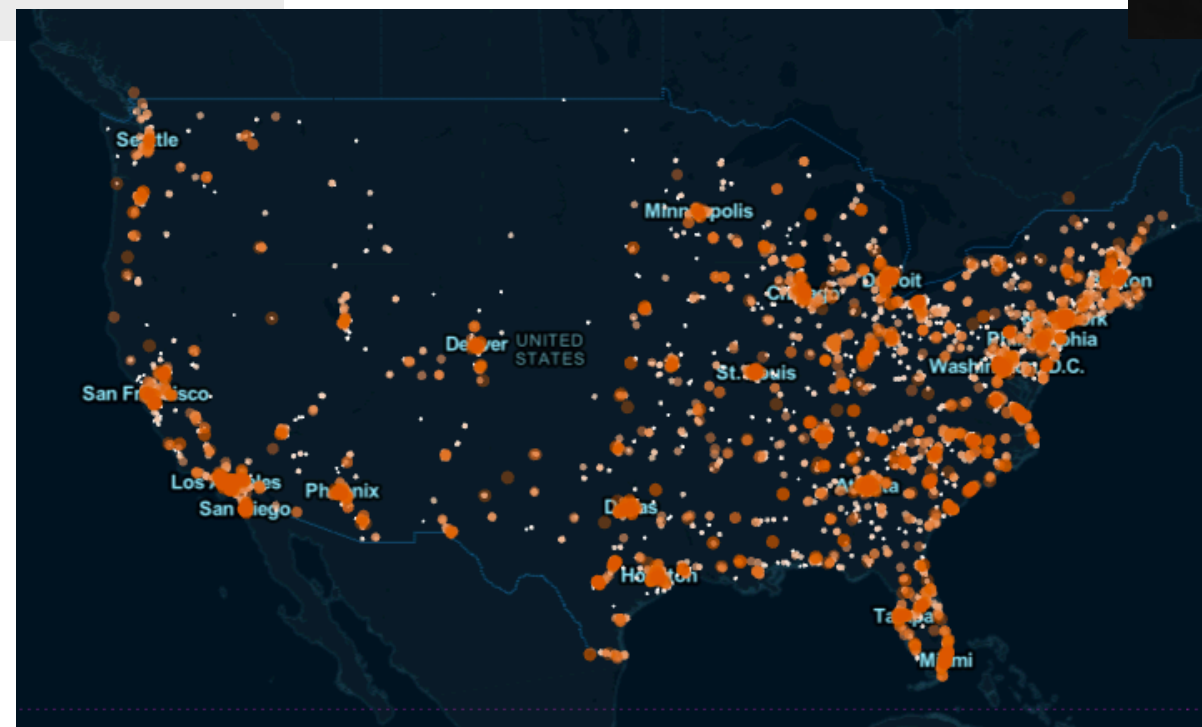 Seattle
Minneapolis
Detroit
Boston
Chicago
New York
Philadelphia
Denver
UNITED
STATES
St. Louis
Washington, D.C.
San Francisco
Los Angeles
Phoenix
Atlanta
San Diego
Dallas
Houston
Tampa
Miami